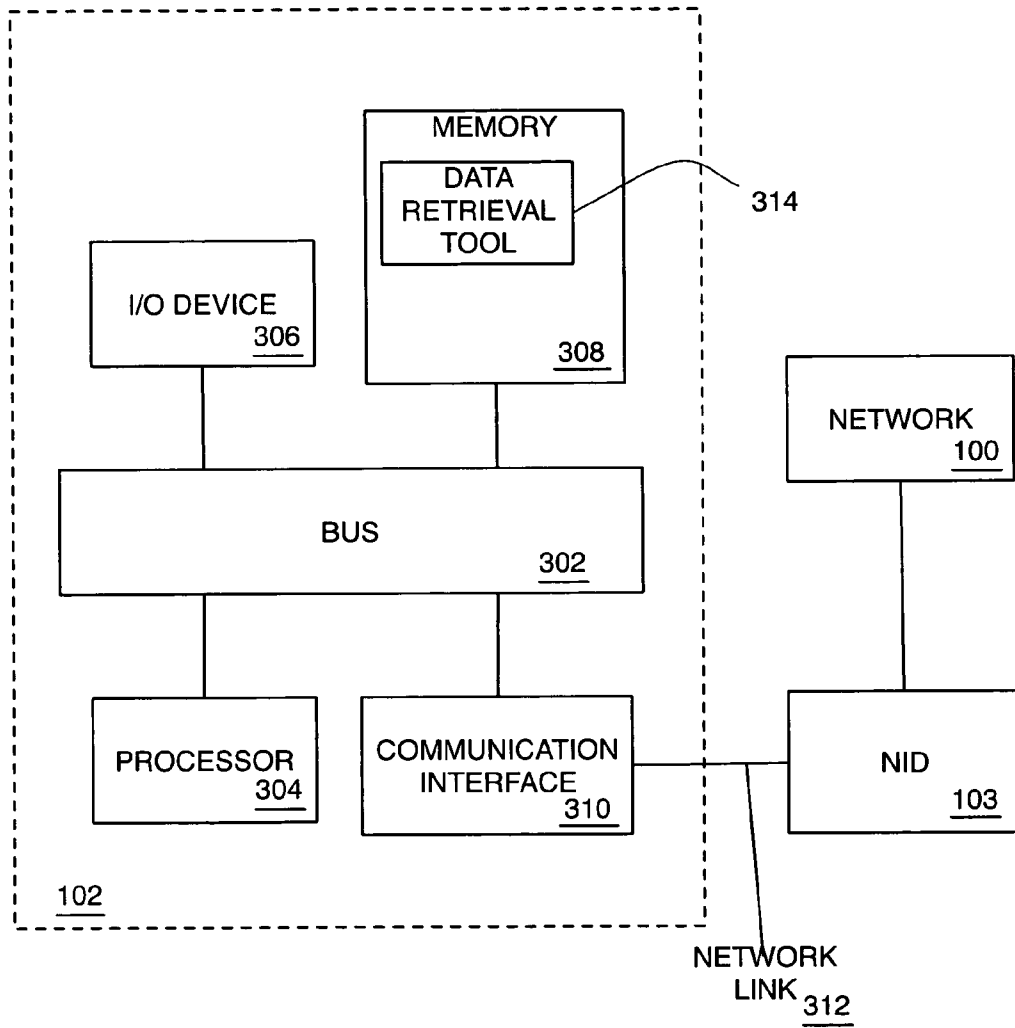 MEMORY
DATA
RETRIEVAL
TOOL
314
I/O DEVICE
306
308
NETWORK
100
BUS
302
PROCESSOR
304
COMMUNICATION
INTERFACE
310
NID
103
102
NETWORK
LINK
312